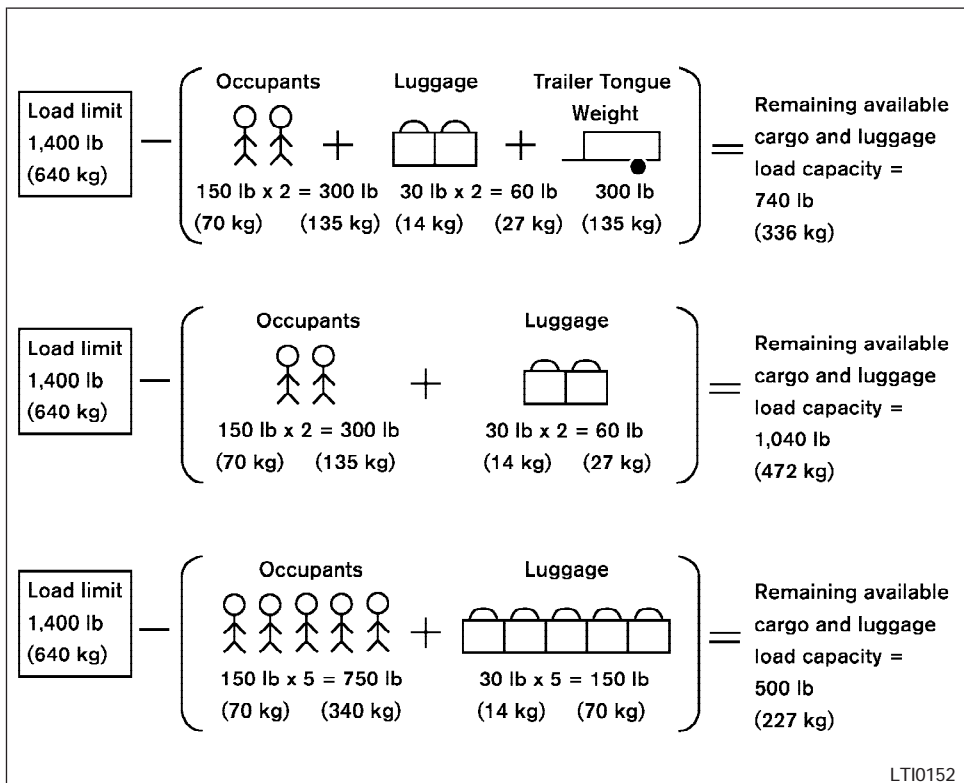 Occupants Luggage Trailer Tongue
Weight
Load limit
1,400 lb
(640 kg)
− ( + + ) =
150 lb x 2 = 300 lb 30 lb x 2 = 60 lb 300 lb
(70 kg) (135 kg) (14 kg) (27 kg) (135 kg)
Remaining available
cargo and luggage
load capacity =
740 lb
(336 kg)
Occupants Luggage
Load limit
1,400 lb
(640 kg)
− ( + ) =
150 lb x 2 = 300 lb 30 lb x 2 = 60 lb
(70 kg) (135 kg) (14 kg) (27 kg)
Remaining available
cargo and luggage
load capacity =
1,040 lb
(472 kg)
Occupants Luggage
Load limit
1,400 lb
(640 kg)
− ( + ) =
150 lb x 5 = 750 lb 30 lb x 5 = 150 lb
(70 kg) (340 kg) (14 kg) (70 kg)
Remaining available
cargo and luggage
load capacity =
500 lb
(227 kg)
LTI0152